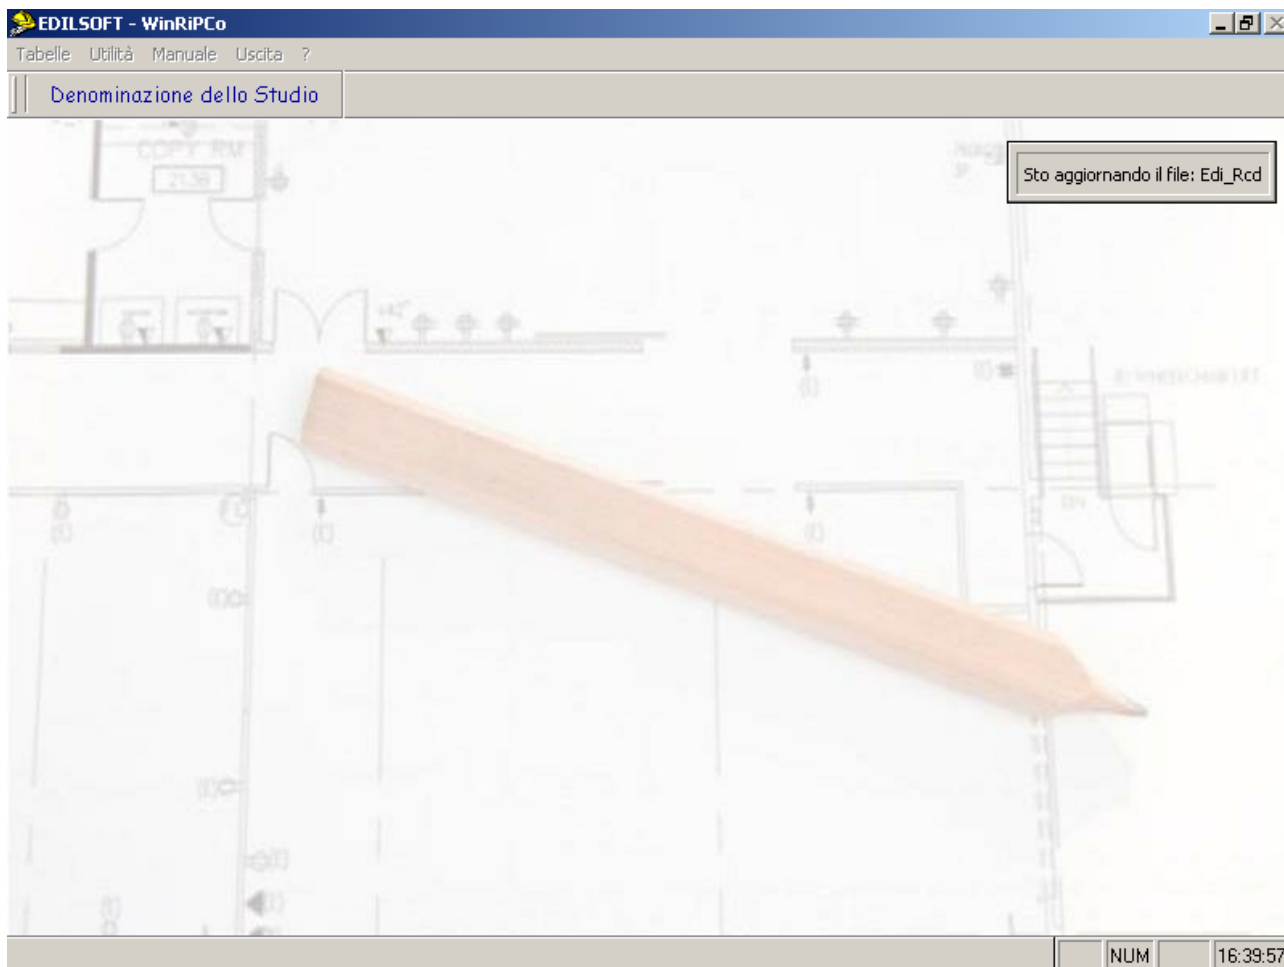 EDILSOFT - WinRiPCo
Tabelle Utilità Manuale Uscita ?
Denominazione dello Studio
COPY RM
Sto aggiornando il file: Edi_Rcd
DN
NUM 16:39:57